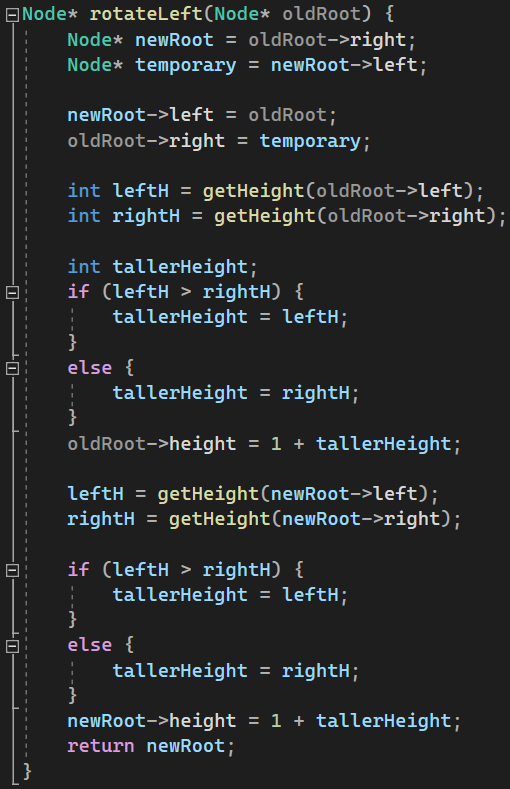 Node* rotateLeft(Node* oldRoot) {
    Node* newRoot = oldRoot->right;
    Node* temporary = newRoot->left;

    newRoot->left = oldRoot;
    oldRoot->right = temporary;

    int leftH = getHeight(oldRoot->left);
    int rightH = getHeight(oldRoot->right);

    int tallerHeight;
    if (leftH > rightH) {
        tallerHeight = leftH;
    }
    else {
        tallerHeight = rightH;
    }
    oldRoot->height = 1 + tallerHeight;

    leftH = getHeight(newRoot->left);
    rightH = getHeight(newRoot->right);

    if (leftH > rightH) {
        tallerHeight = leftH;
    }
    else {
        tallerHeight = rightH;
    }
    newRoot->height = 1 + tallerHeight;
    return newRoot;
}